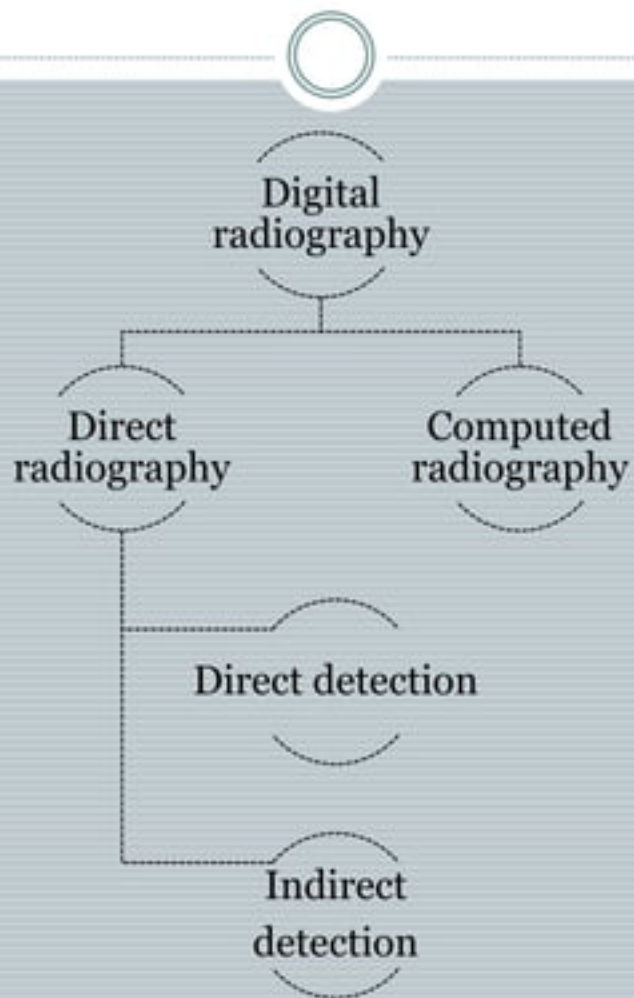 Digital
radiography
Direct
radiography
Computed
radiography
Direct detection
Indirect
detection